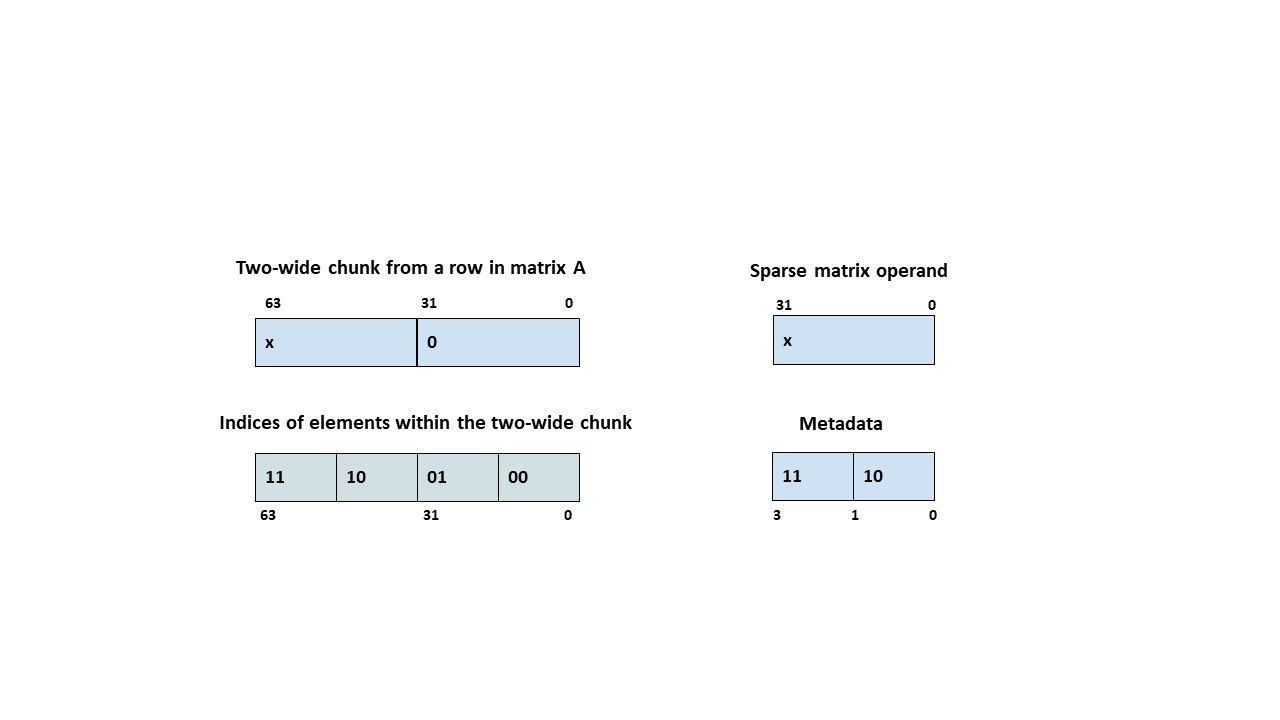 Two-wide chunk from a row in matrix A
63 31 0
x 0
Indices of elements within the two-wide chunk
11 10 01 00
63 31 0
Sparse matrix operand
31 0
x
Metadata
11 10
3 1 0